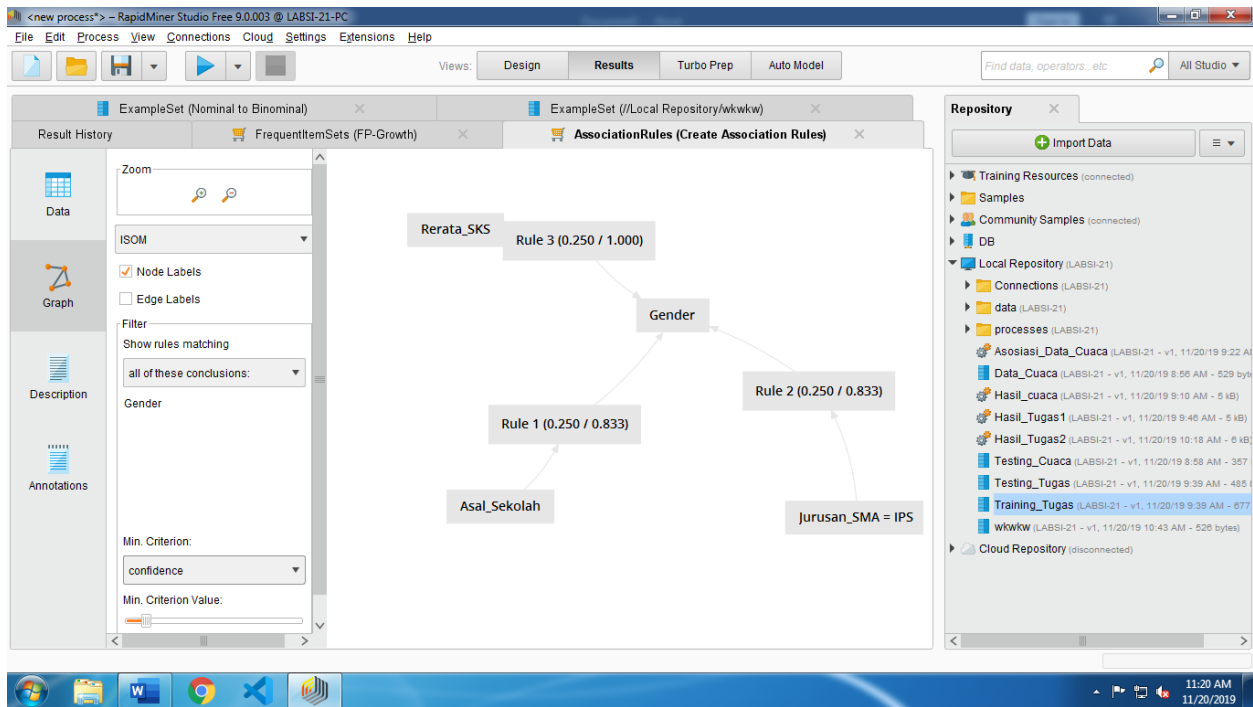 <new process*> – RapidMiner Studio Free 9.0.003 @ LABSI-21-PC
File Edit Process View Connections Cloud Settings Extensions Help
Views: Design Results Turbo Prep Auto Model
Find data, operators...etc
All Studio
ExampleSet (Nominal to Binominal)
ExampleSet (//Local Repository/wkwkw)
Result History
FrequentItemSets (FP-Growth)
AssociationRules (Create Association Rules)
Data
Graph
Description
Annotations
Zoom
ISOM
Node Labels
Edge Labels
Filter
Show rules matching
all of these conclusions:
Gender
Min. Criterion:
confidence
Min. Criterion Value:
Rerata_SKS
Rule 3 (0.250 / 1.000)
Gender
Rule 2 (0.250 / 0.833)
Rule 1 (0.250 / 0.833)
Asal_Sekolah
Jurusan_SMA = IPS
Repository
Import Data
Training Resources (connected)
Samples
Community Samples (connected)
DB
Local Repository (LABSI-21)
Connections (LABSI-21)
data (LABSI-21)
processes (LABSI-21)
Asosiasi_Data_Cuaca (LABSI-21 - v1, 11/20/19 9:22 A
Data_Cuaca (LABSI-21 - v1, 11/20/19 8:56 AM - 529 byt
Hasil_cuaca (LABSI-21 - v1, 11/20/19 9:10 AM - 5 kB)
Hasil_Tugas1 (LABSI-21 - v1, 11/20/19 9:46 AM - 5 kB)
Hasil_Tugas2 (LABSI-21 - v1, 11/20/19 10:18 AM - 6 kB)
Testing_Cuaca (LABSI-21 - v1, 11/20/19 8:58 AM - 357
Testing_Tugas (LABSI-21 - v1, 11/20/19 9:39 AM - 485
Training_Tugas (LABSI-21 - v1, 11/20/19 9:39 AM - 677
wkwkw (LABSI-21 - v1, 11/20/19 10:43 AM - 526 bytes)
Cloud Repository (disconnected)
11:20 AM
11/20/2019